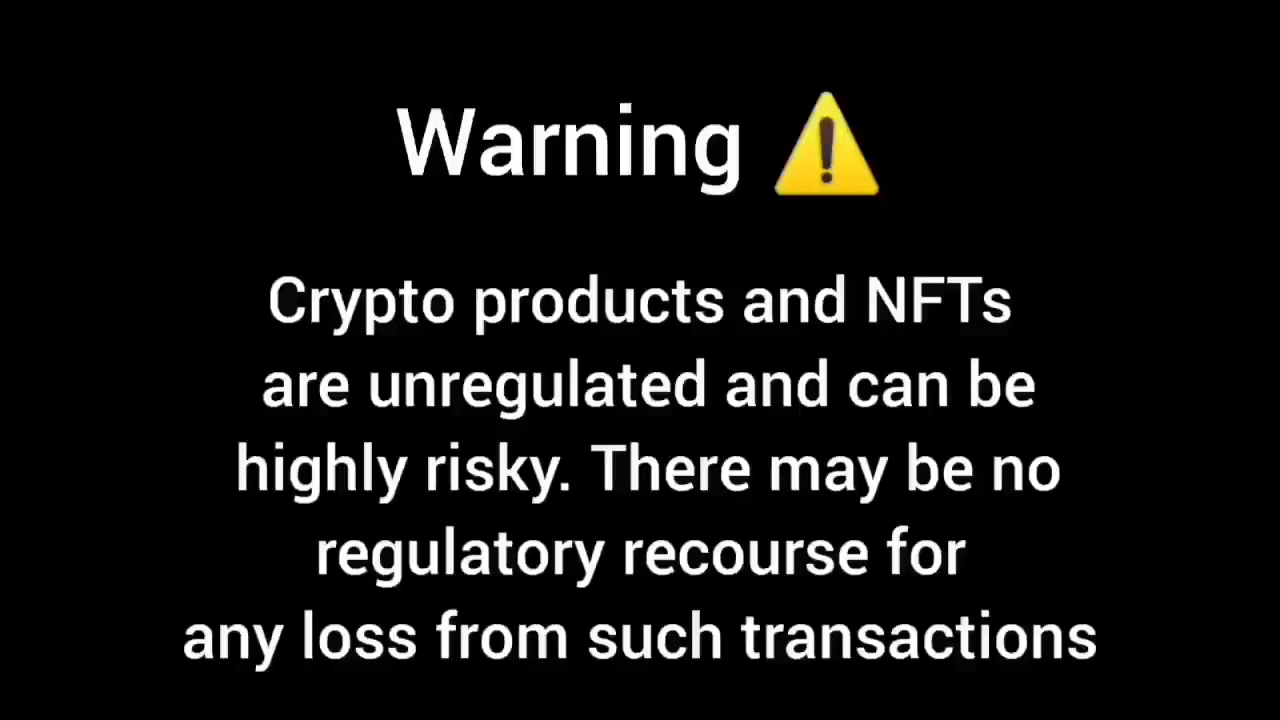 Warning ⚠️
Crypto products and NFTs
are unregulated and can be
highly risky. There may be no
regulatory recourse for
any loss from such transactions